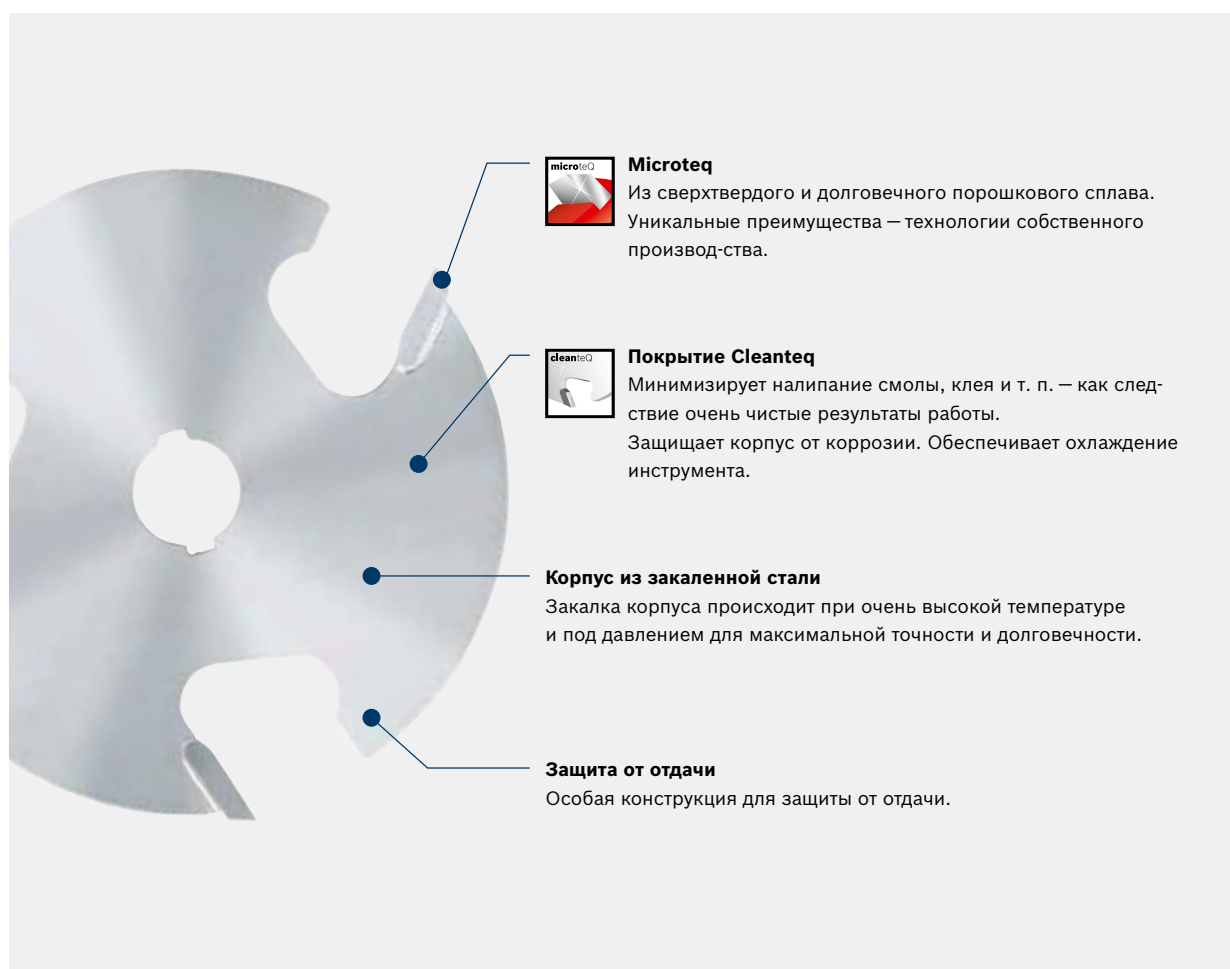 microteQ
Microteq
Из сверхтвердого и долговечного порошкового сплава.
Уникальные преимущества — технологии собственного
производ-ства.
cleanteQ
Покрытие Cleanteq
Минимизирует налипание смолы, клея и т. п. — как след-
ствие очень чистые результаты работы.
Защищает корпус от коррозии. Обеспечивает охлаждение
инструмента.
Корпус из закаленной стали
Закалка корпуса происходит при очень высокой температуре
и под давлением для максимальной точности и долговечности.
Защита от отдачи
Особая конструкция для защиты от отдачи.